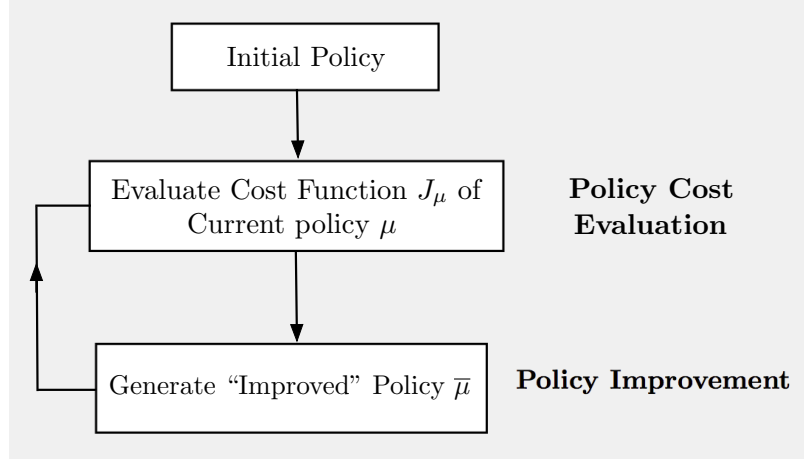 Initial Policy
Evaluate Cost Function J_μ of
Current policy μ
Policy Cost
Evaluation
Generate “Improved” Policy μ̅
Policy Improvement